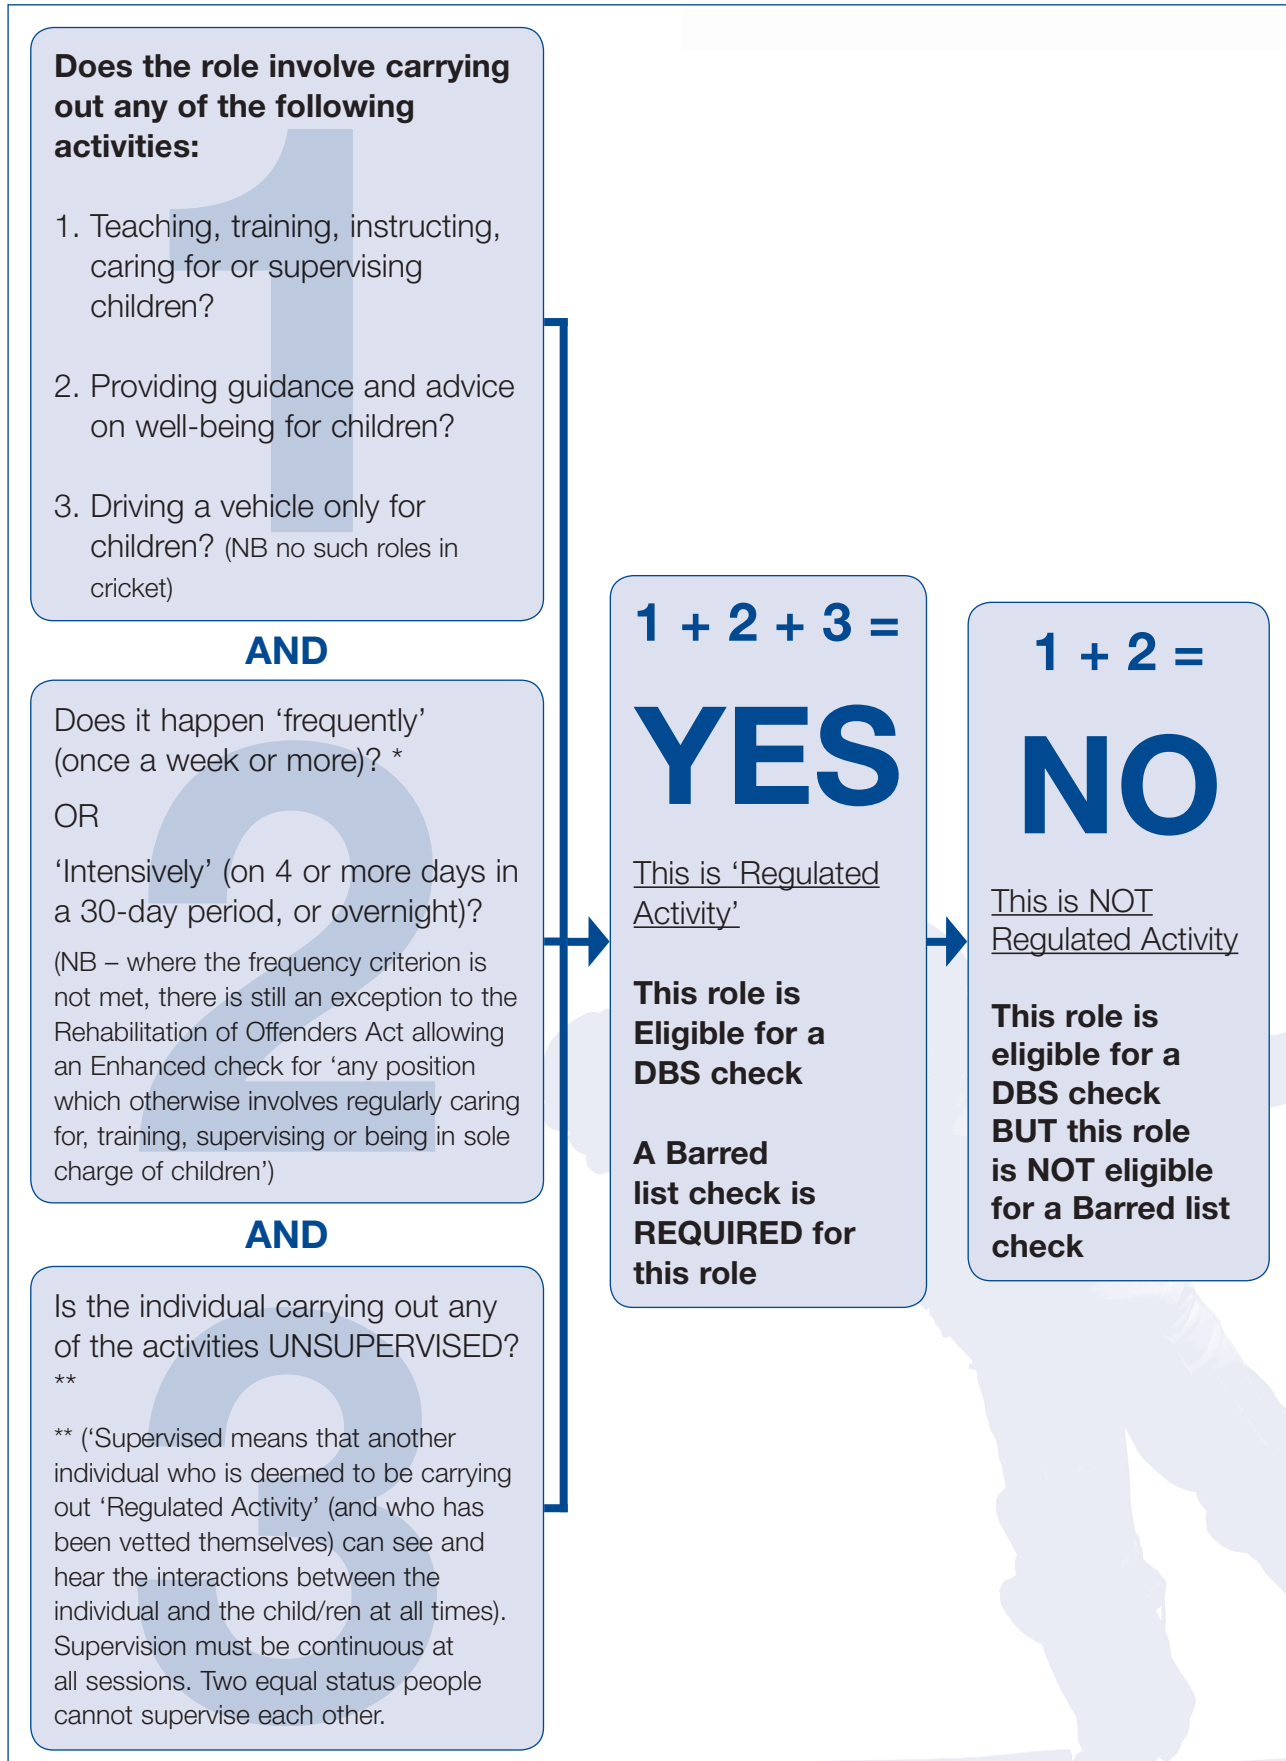 Does the role involve carrying
out any of the following
activities:
1. Teaching, training, instructing,
caring for or supervising
children?
2. Providing guidance and advice
on well-being for children?
3. Driving a vehicle only for
children? (NB no such roles in
cricket)
AND
Does it happen ‘frequently’
(once a week or more)? *
OR
‘Intensively’ (on 4 or more days in
a 30-day period, or overnight)?
(NB – where the frequency criterion is
not met, there is still an exception to the
Rehabilitation of Offenders Act allowing
an Enhanced check for ‘any position
which otherwise involves regularly caring
for, training, supervising or being in sole
charge of children’)
AND
Is the individual carrying out any
of the activities UNSUPERVISED?
**
** (‘Supervised means that another
individual who is deemed to be carrying
out ‘Regulated Activity’ (and who has
been vetted themselves) can see and
hear the interactions between the
individual and the child/ren at all times).
Supervision must be continuous at
all sessions. Two equal status people
cannot supervise each other.
1
2
3
1 + 2 + 3 =
YES
This is ‘Regulated
Activity’
This role is
Eligible for a
DBS check
A Barred
list check is
REQUIRED for
this role
1 + 2 =
NO
This is NOT
Regulated Activity
This role is
eligible for a
DBS check
BUT this role
is NOT eligible
for a Barred list
check